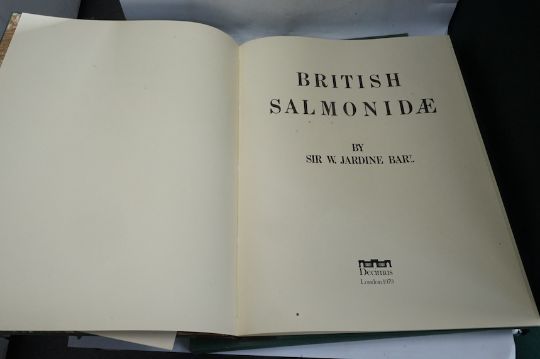 BRITISH
SALMONIDÆ
BY
SIR W. JARDINE BART.
Decimus
London 1979